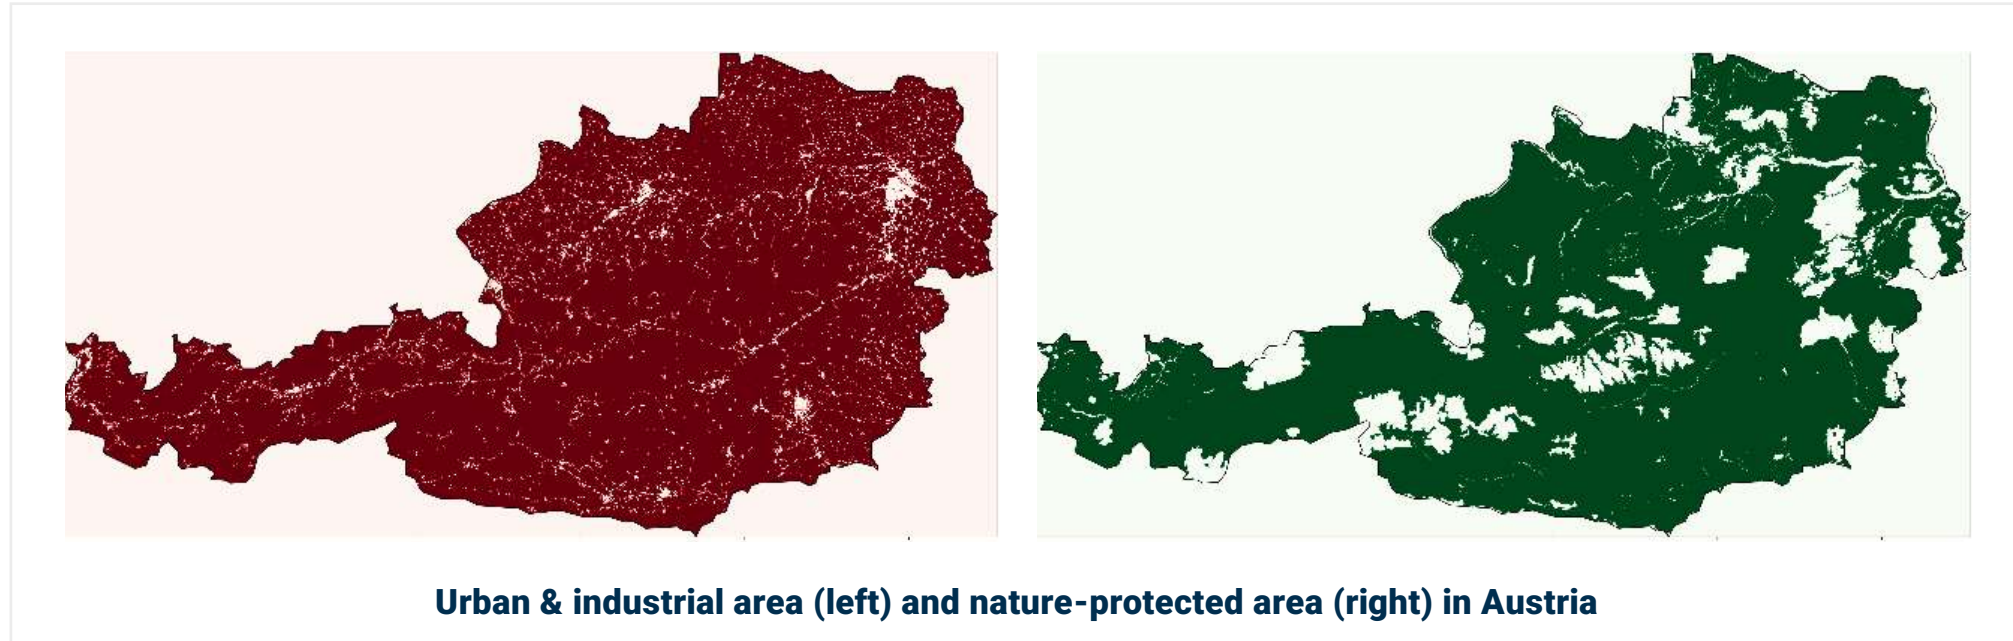 Urban & industrial area (left) and nature-protected area (right) in Austria